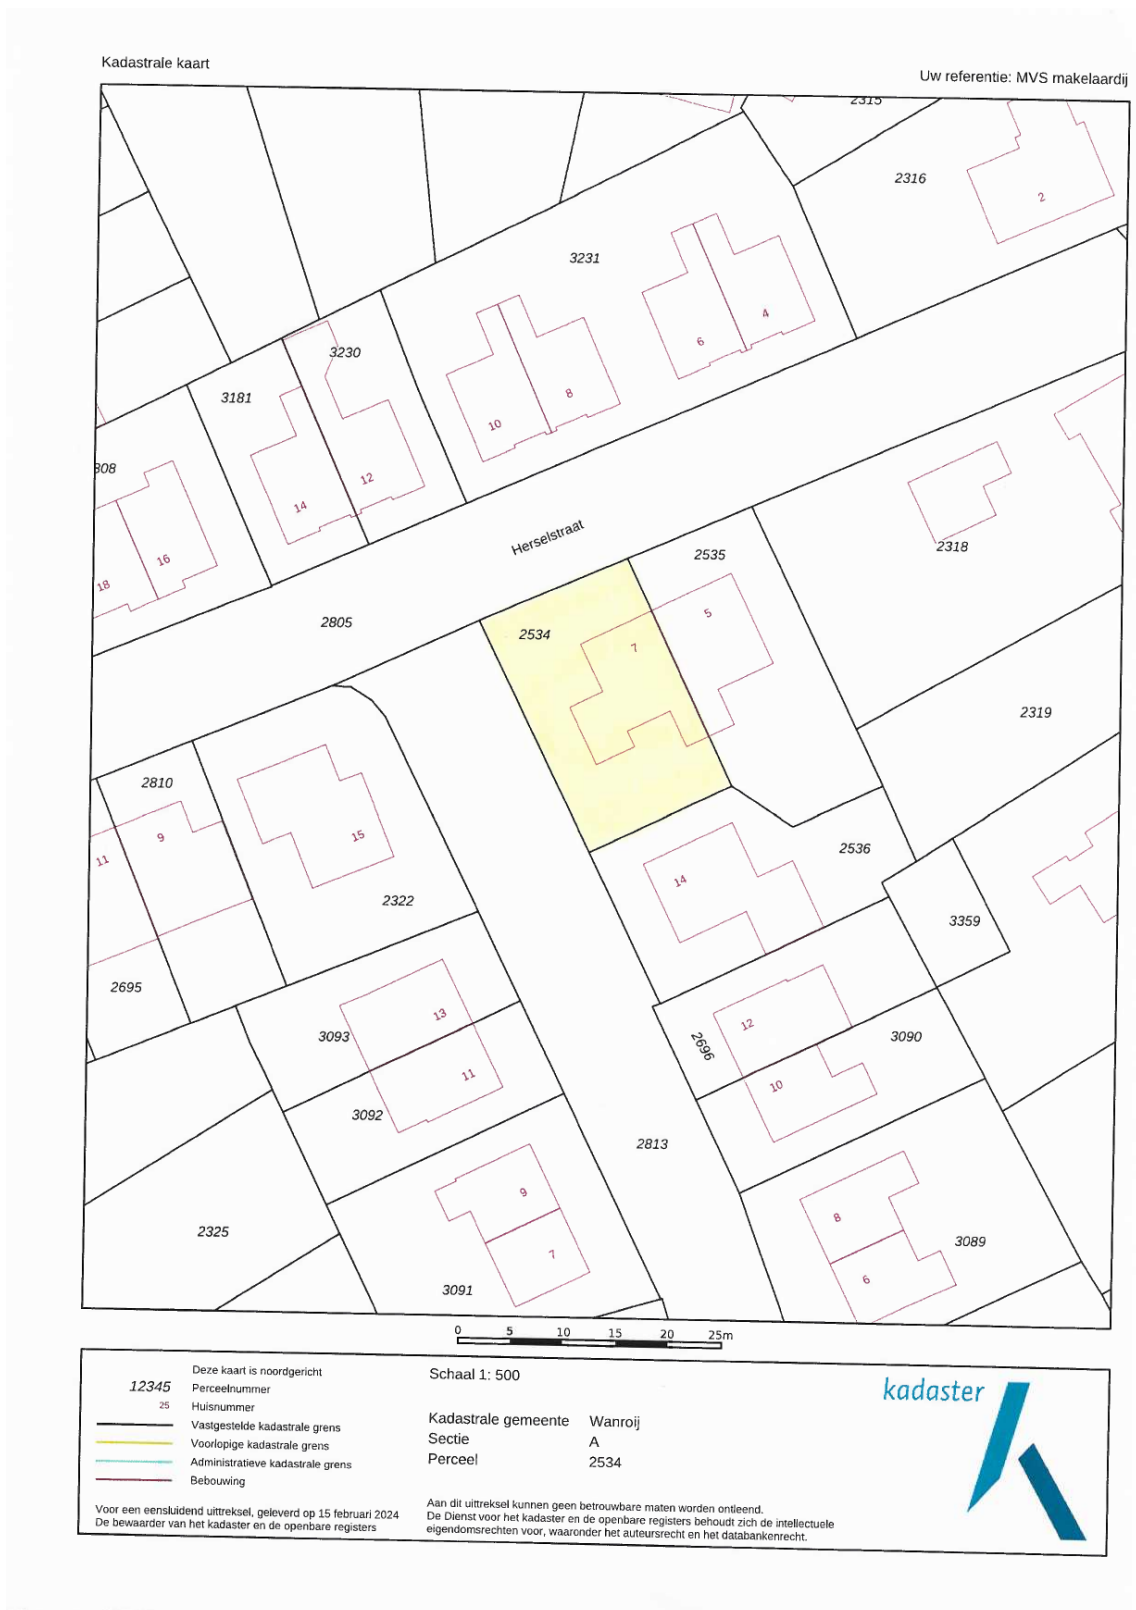 Kadastrale kaart
Uw referentie: MVS makelaardij
2315
2316
2
3231
4
6
3230
8
3181
10
308
12
14
16
18
Herselstraat
2535
2318
5
2805
2534
7
2319
2810
9
15
11
2536
14
2322
3359
2695
13
3093
12
2696
3090
11
10
3092
2813
9
8
2325
3089
7
6
3091
0 5 10 15 20 25m
Deze kaart is noordgericht
12345 Perceelnummer
25 Huisnummer
Vastgestelde kadastrale grens
Voorlopige kadastrale grens
Administratieve kadastrale grens
Bebouwing
Voor een eensluidend uittreksel, geleverd op 15 februari 2024
De bewaarder van het kadaster en de openbare registers
Schaal 1: 500
Kadastrale gemeente Wanroij
Sectie A
Perceel 2534
Aan dit uittreksel kunnen geen betrouwbare maten worden ontleend.
De Dienst voor het kadaster en de openbare registers behoudt zich de intellectuele
eigendomsrechten voor, waaronder het auteursrecht en het databankenrecht.
kadaster